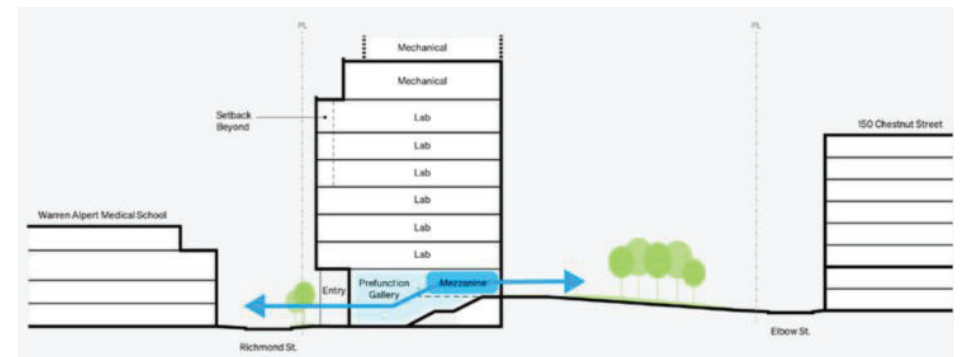 PL
PL
Mechanical
Mechanical
Setback
Beyond
Lab
150 Chestnut Street
Lab
Lab
Lab
Warren Alpert Medical School
Lab
Lab
Entry
Prefunction
Gallery
Mezzanine
Elbow St.
Richmond St.